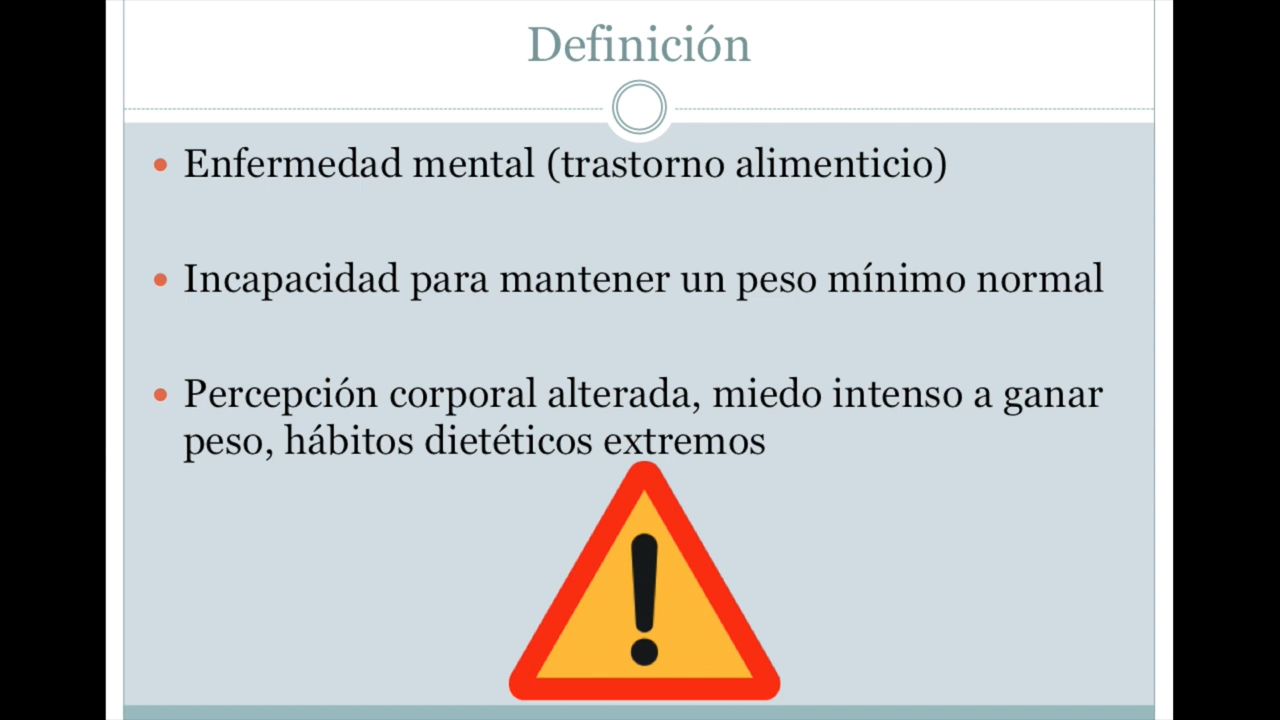 Definición
Enfermedad mental (trastorno alimenticio)
Incapacidad para mantener un peso mínimo normal
Percepción corporal alterada, miedo intenso a ganar
peso, hábitos dietéticos extremos